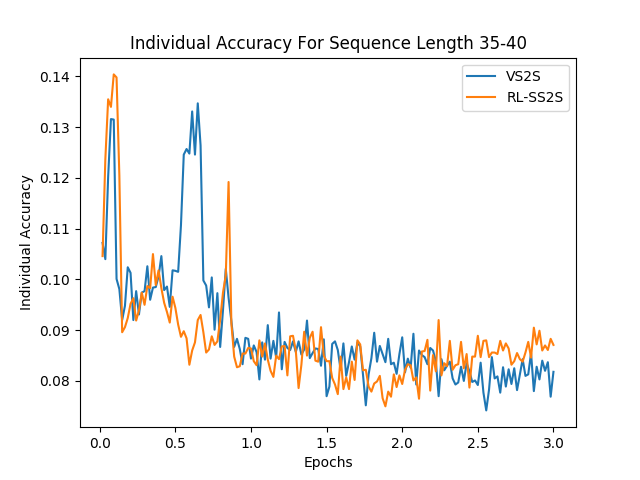 Individual Accuracy For Sequence Length 35-40
VS2S
RL-SS2S
Individual Accuracy
0.14
0.13
0.12
0.11
0.10
0.09
0.08
0.0 0.5 1.0 1.5 2.0 2.5 3.0
Epochs